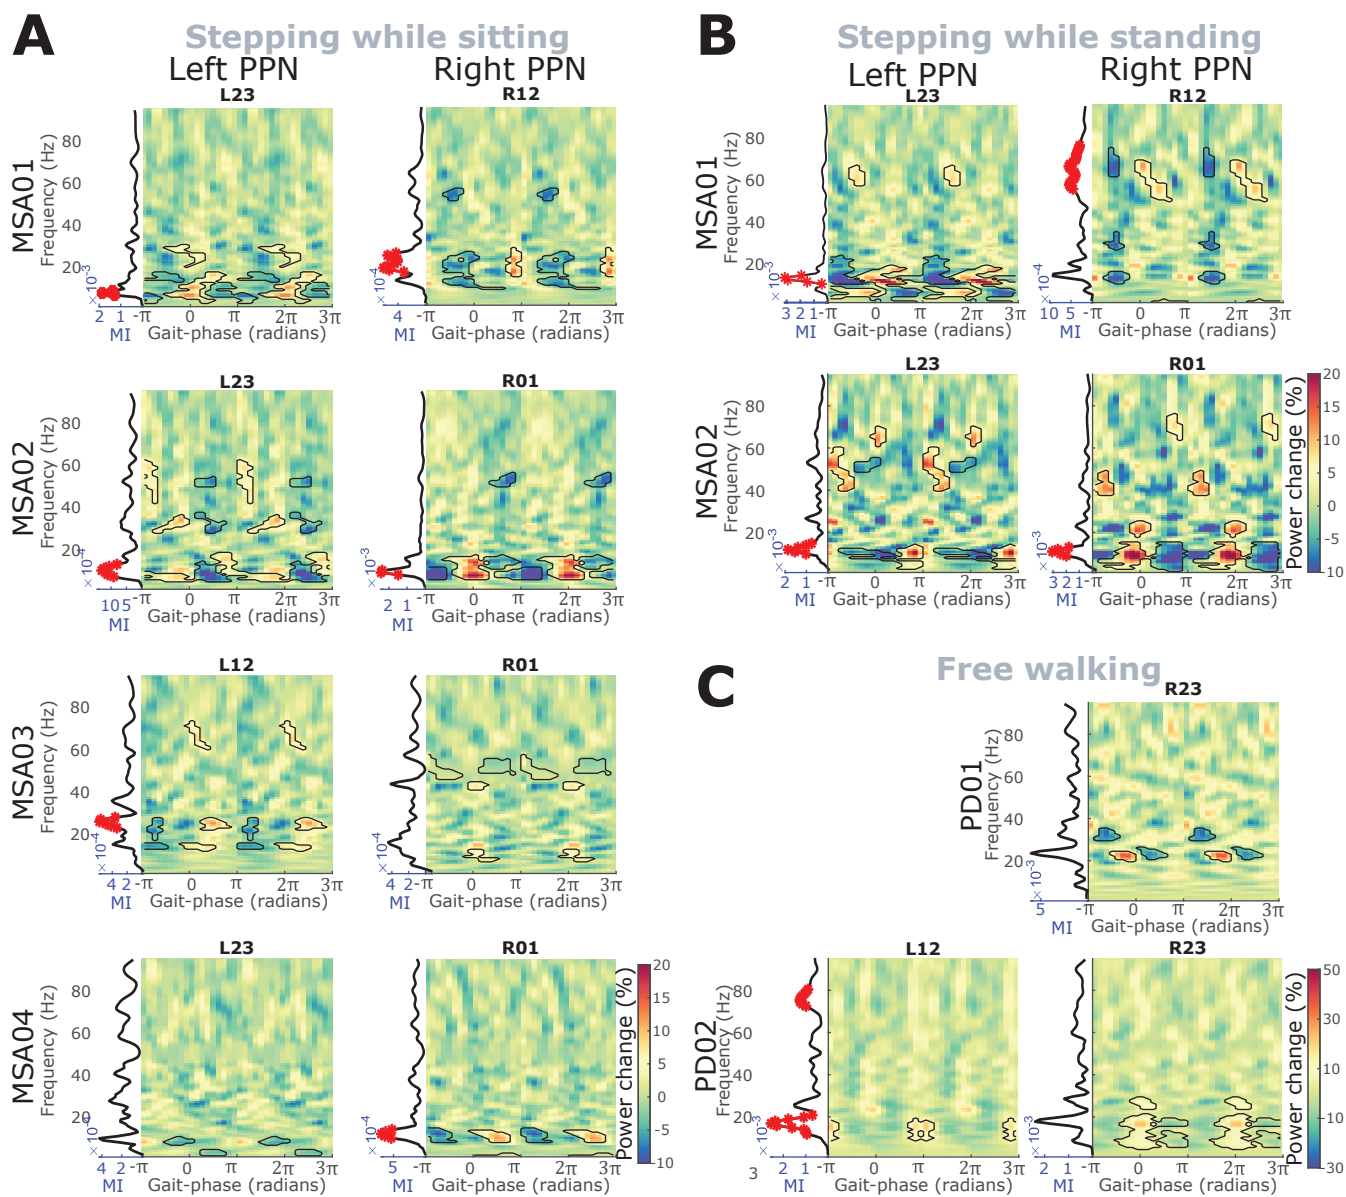 A
Stepping while sitting
Left PPN
Right PPN
MSA01
Frequency (Hz)
L23
80
60
40
20
×10⁻³
2 1
MI
-π 0 π 2π 3π
Gait-phase (radians)
R12
×10⁻⁴
4
MI
-π 0 π 2π 3π
Gait-phase (radians)
MSA02
Frequency (Hz)
L23
80
60
40
20
×10⁻⁴
10 5
MI
-π 0 π 2π 3π
Gait-phase (radians)
R01
×10⁻³
2 1
MI
-π 0 π 2π 3π
Gait-phase (radians)
MSA03
Frequency (Hz)
L12
80
60
40
20
×10⁻⁴
4 2
MI
-π 0 π 2π 3π
Gait-phase (radians)
R01
×10⁻⁴
4 2
MI
-π 0 π 2π 3π
Gait-phase (radians)
MSA04
Frequency (Hz)
L23
80
60
40
20
×10⁻⁴
4 2
MI
-π 0 π 2π 3π
Gait-phase (radians)
R01
×10⁻⁴
5
MI
-π 0 π 2π 3π
Gait-phase (radians)
Power change (%)
20
15
10
5
0
-5
10
B
Stepping while standing
Left PPN
Right PPN
MSA01
Frequency (Hz)
L23
80
60
40
20
×10⁻³
3 2 1
MI
-π 0 π 2π 3π
Gait-phase (radians)
R12
×10⁻⁴
10 5
MI
-π 0 π 2π 3π
Gait-phase (radians)
MSA02
Frequency (Hz)
L23
80
60
40
20
×10⁻³
2 1
MI
-π 0 π 2π 3π
Gait-phase (radians)
R01
×10⁻³
3 2 1
MI
-π 0 π 2π 3π
Gait-phase (radians)
Power change (%)
20
15
10
5
0
-5
-10
C
Free walking
PD01
Frequency (Hz)
R23
80
60
40
20
×10⁻³
5
MI
-π 0 π 2π 3π
Gait-phase (radians)
PD02
Frequency (Hz)
L12
80
60
40
20
×10⁻³
3 2 1
MI
-π 0 π 2π 3π
Gait-phase (radians)
R23
×10⁻³
2 1
MI
-π 0 π 2π 3π
Gait-phase (radians)
Power change (%)
50
30
10
-10
-30